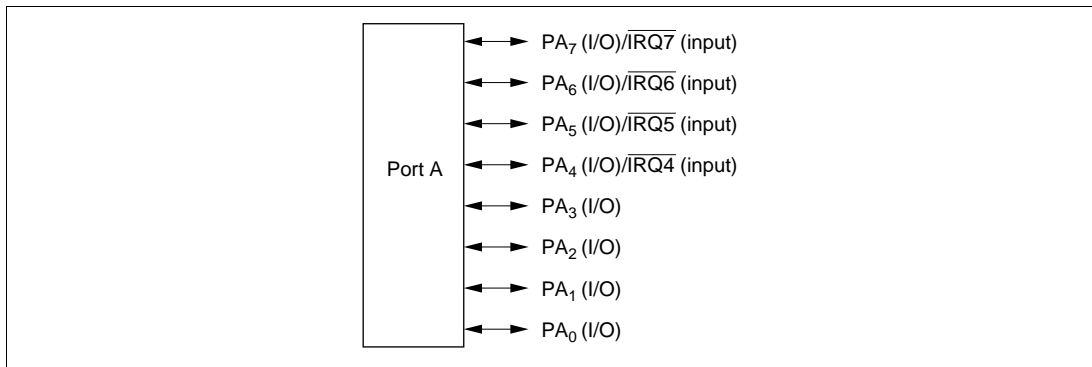 PA7 (I/O)/IRQ7 (input)
PA6 (I/O)/IRQ6 (input)
PA5 (I/O)/IRQ5 (input)
Port A
PA4 (I/O)/IRQ4 (input)
PA3 (I/O)
PA2 (I/O)
PA1 (I/O)
PA0 (I/O)